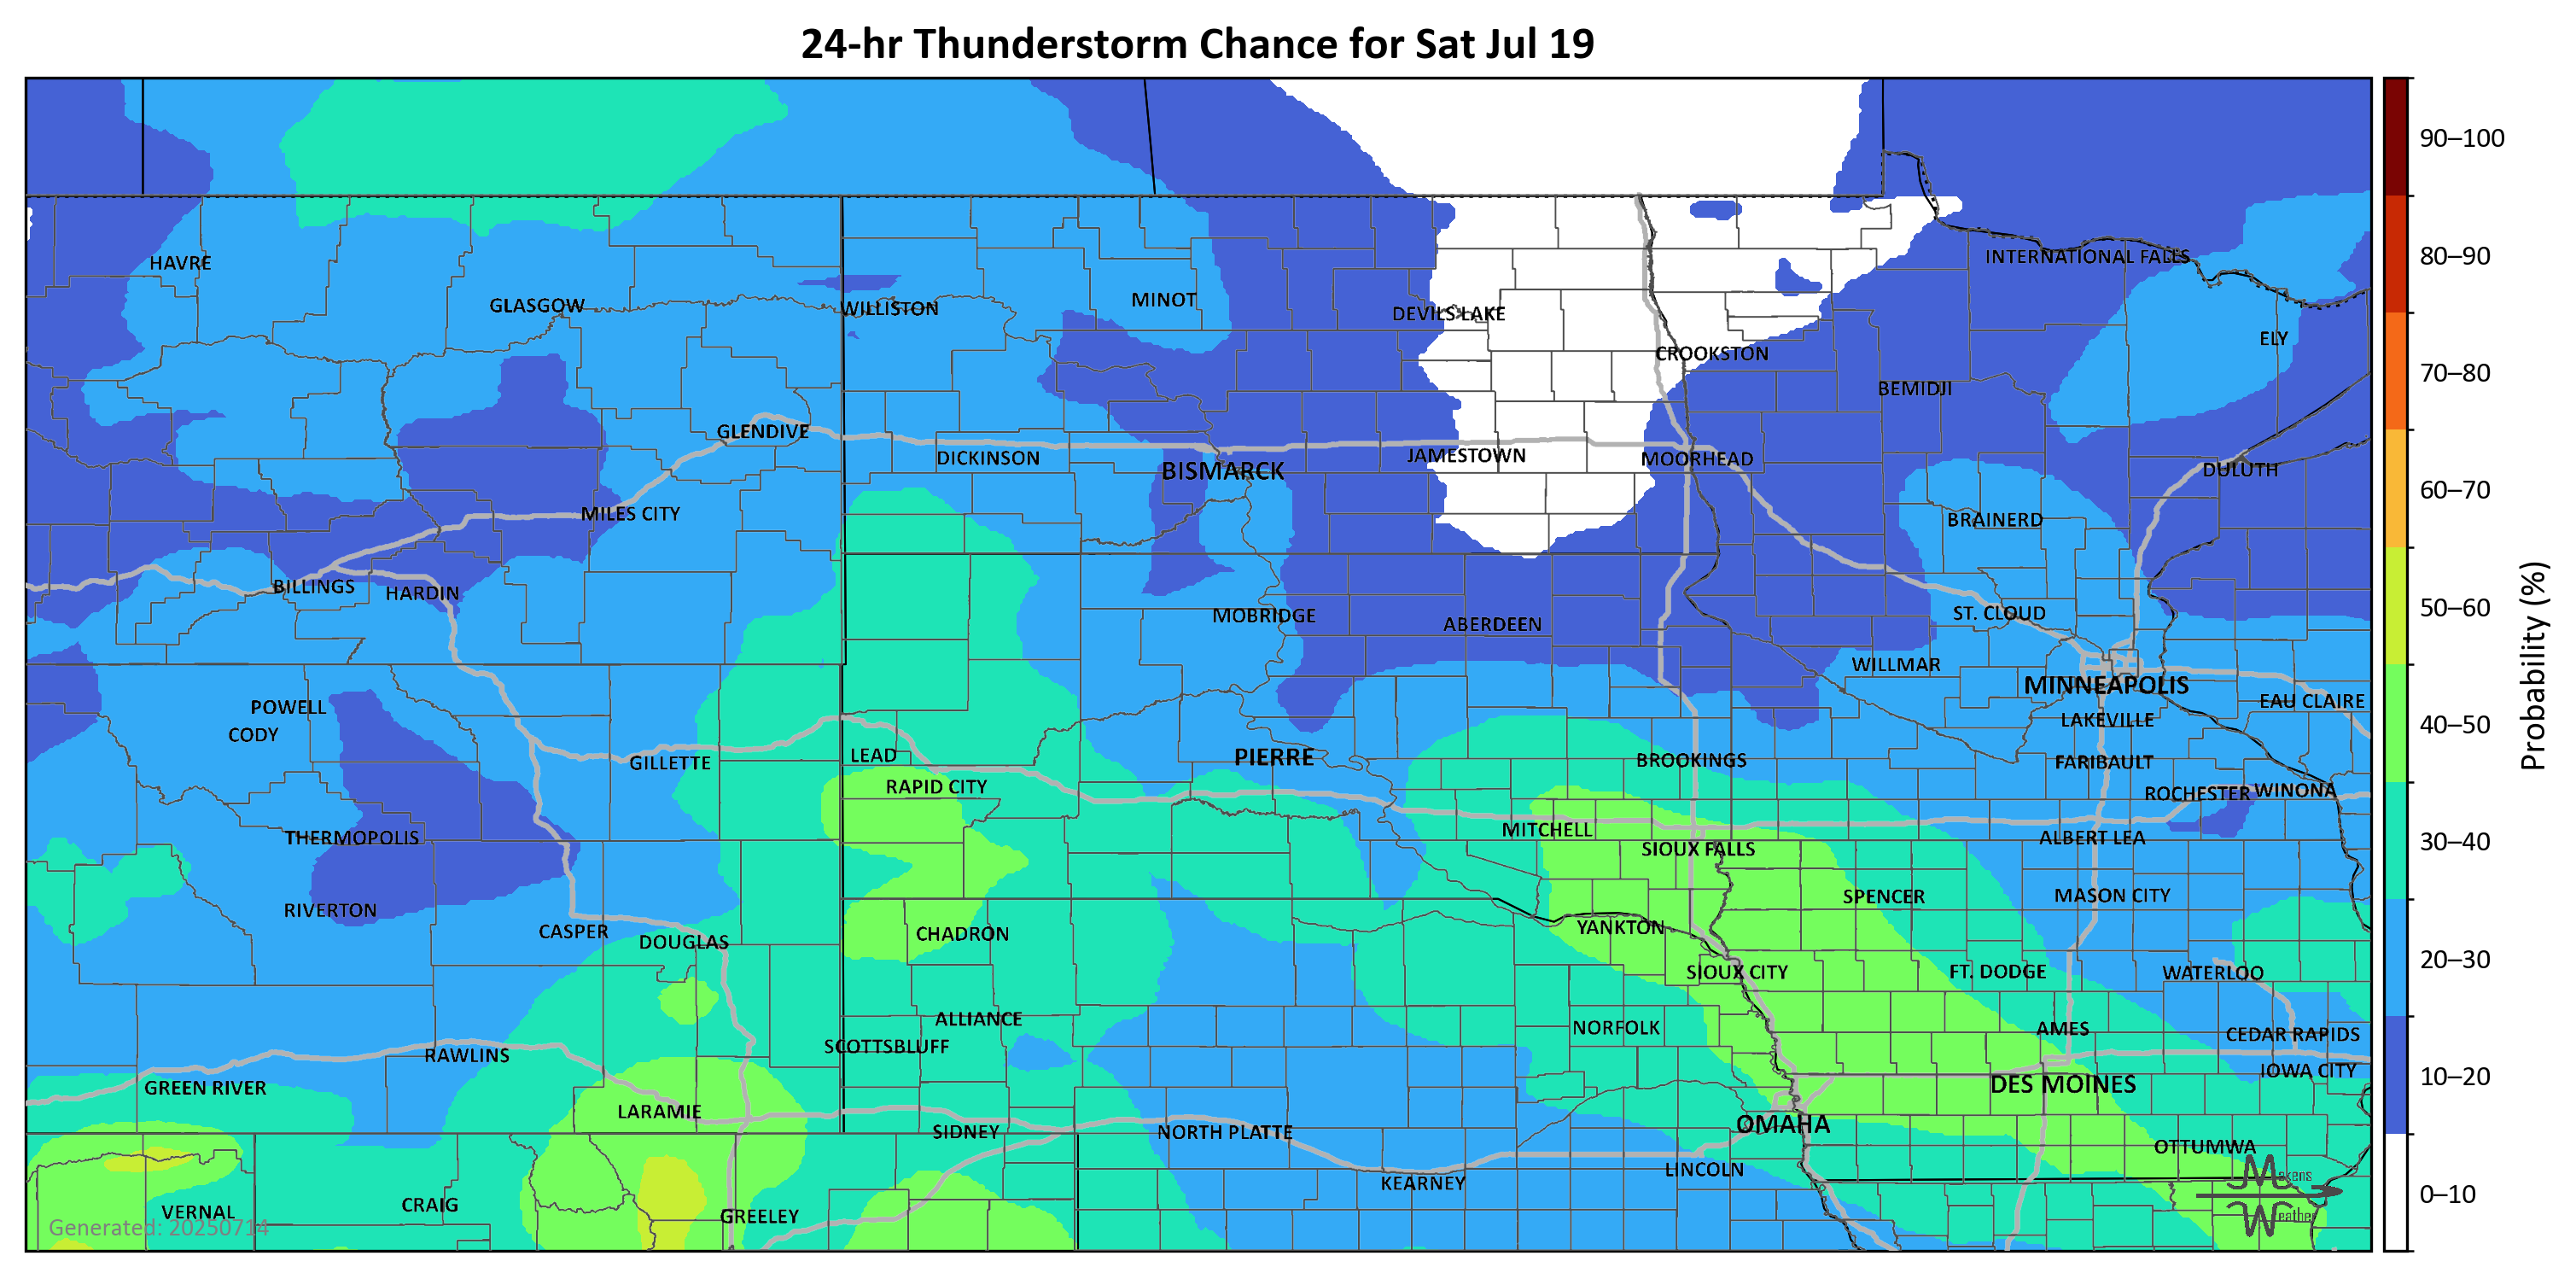 24-hr Thunderstorm Chance for Sat Jul 19
90–100
80–90
70–80
60–70
50–60
40–50
30–40
20–30
10–20
0–10
Probability (%)
HAVRE
INTERNATIONAL FALLS
GLASGOW
WILLISTON
MINOT
DEVILS LAKE
ELY
CROOKSTON
BEMIDJI
GLENDIVE
DICKINSON
BISMARCK
JAMESTOWN
MOORHEAD
DULUTH
MILES CITY
BRAINERD
BILLINGS
HARDIN
MOBRIDGE
ABERDEEN
ST. CLOUD
WILLMAR
MINNEAPOLIS
EAU CLAIRE
POWELL
CODY
LAKEVILLE
GILLETTE
LEAD
PIERRE
BROOKINGS
FARIBAULT
RAPID CITY
ROCHESTER
WINONA
THERMOPOLIS
MITCHELL
ALBERT LEA
SIOUX FALLS
RIVERTON
SPENCER
MASON CITY
CASPER
DOUGLAS
CHADRON
YANKTON
SIOUX CITY
FT. DODGE
WATERLOO
ALLIANCE
NORFOLK
AMES
CEDAR RAPIDS
SCOTTSBLUFF
RAWLINS
GREEN RIVER
IOWA CITY
DES MOINES
LARAMIE
OMAHA
SIDNEY
NORTH PLATTE
OTTUMWA
LINCOLN
KEARNEY
VERNAL
CRAIG
GREELEY
Generated: 20250714
Makens
Weather